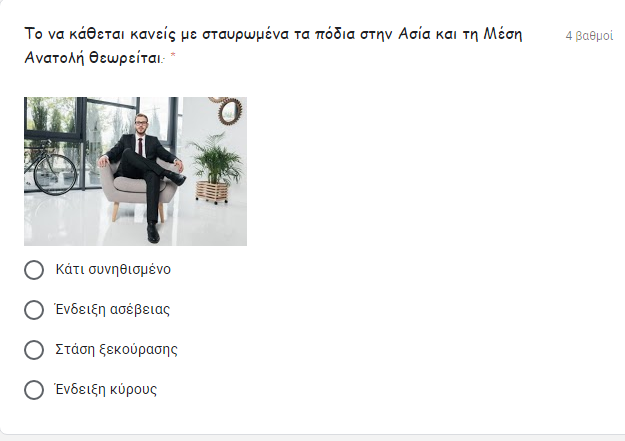 Το να κάθεται κανείς με σταυρωμένα τα πόδια στην Ασία και τη Μέση
Ανατολή θεωρείται: *
4 βαθμοί
Κάτι συνηθισμένο
Ένδειξη ασέβειας
Στάση ξεκούρασης
Ένδειξη κύρους